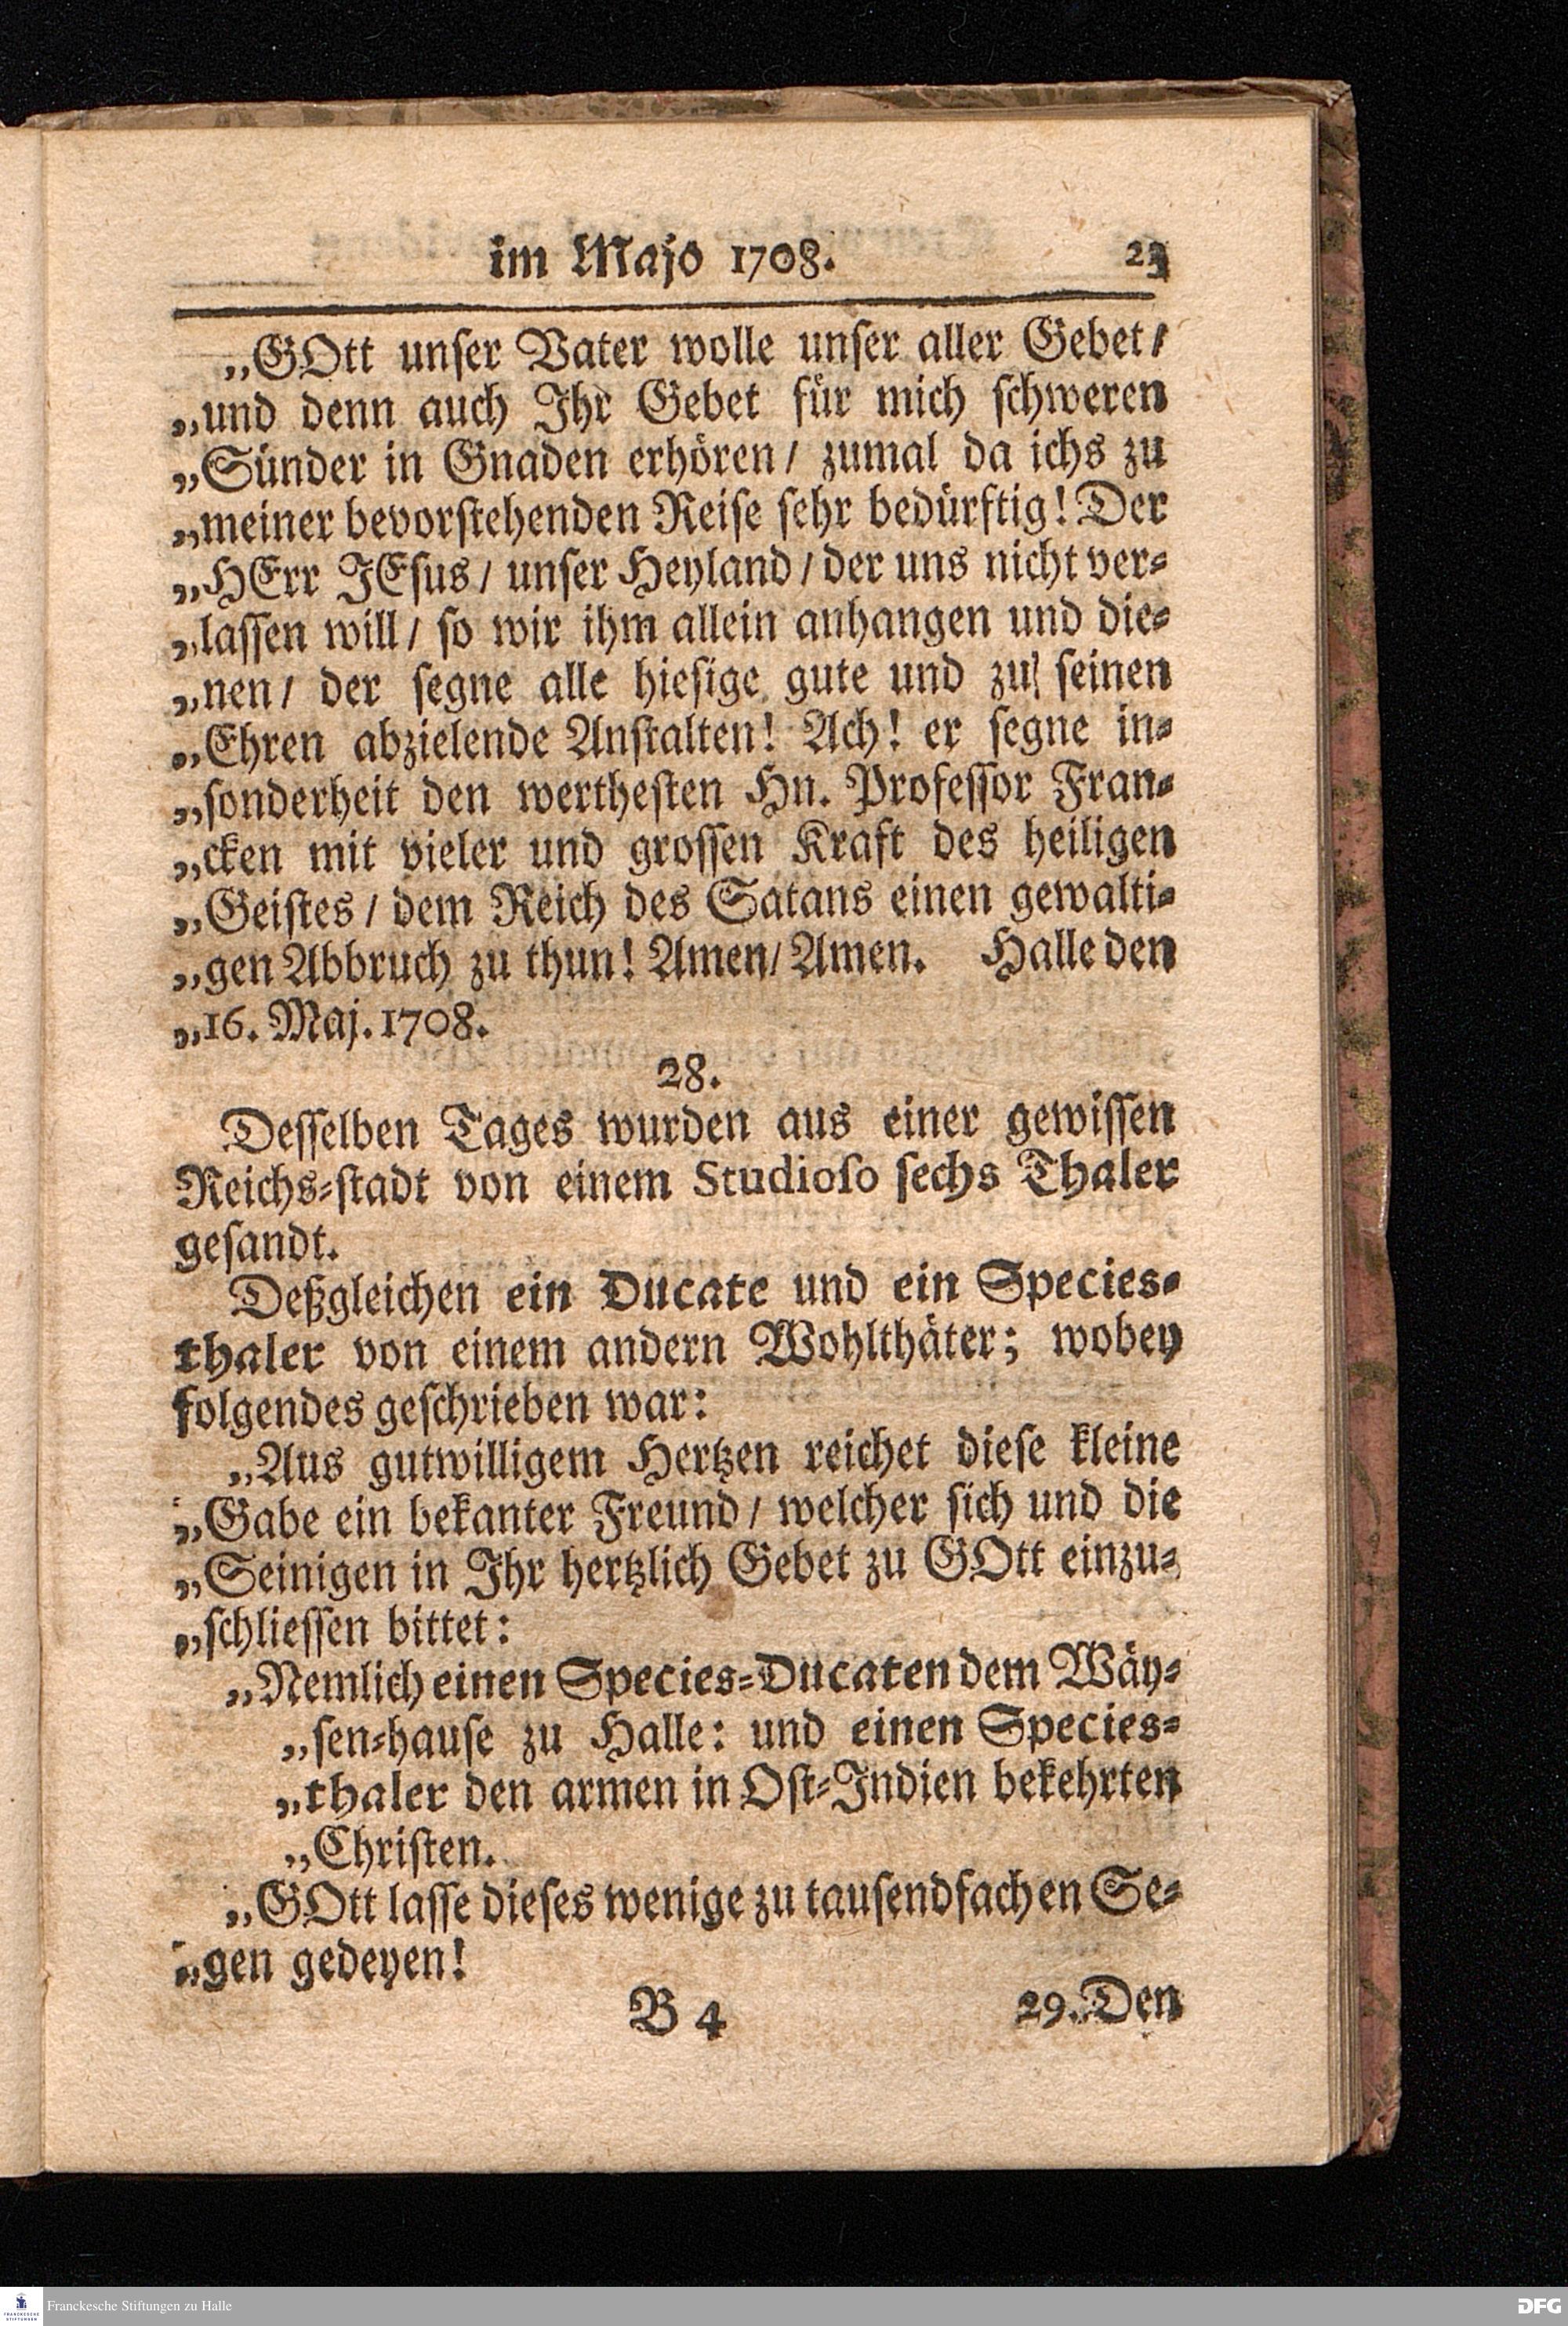 im Majo 1708. 23
„GOtt unser Vater wolle unser aller Gebet/
„und denn auch Ihr Gebet für mich schweren
„Sünder in Gnaden erhören/ zumal da ichs zu
„meiner bevorstehenden Reise sehr bedürftig! Der
„HErr JEsus/ unser Heyland/ der uns nicht ver-
„lassen will/ so wir ihm allein anhangen und die-
„nen/ der segne alle hiesige gute und zu seinen
„Ehren abzielende Anstalten! Ach! er segne in-
„sonderheit den werthesten Hn. Professor Fran-
„cken mit vieler und grossen Kraft des heiligen
„Geistes/ dem Reich des Satans einen gewalti-
„gen Abbruch zu thun! Amen/ Amen. Halle den
„16. Maj. 1708.
28.
Desselben Tages wurden aus einer gewissen
Reichs-stadt von einem Studioso sechs Thaler
gesandt.
Deßgleichen ein Ducate und ein Species-
thaler von einem andern Wohlthäter; wobey
folgendes geschrieben war:
„Aus gutwilligem Hertzen reichet diese kleine
„Gabe ein bekanter Freund/ welcher sich und die
„Seinigen in Ihr hertzlich Gebet zu GOtt einzu-
„schliessen bittet:
„Nemlich einen Species-Ducaten dem Wäy-
„sen-hause zu Halle: und einen Species-
„thaler den armen in Ost-Indien bekehrten
„Christen.
„GOtt lasse dieses wenige zu tausendfachen Se-
„gen gedeyen!
B 4 29. Den
FRANCKESCHE STIFTUNGEN
Franckesche Stiftungen zu Halle
DFG